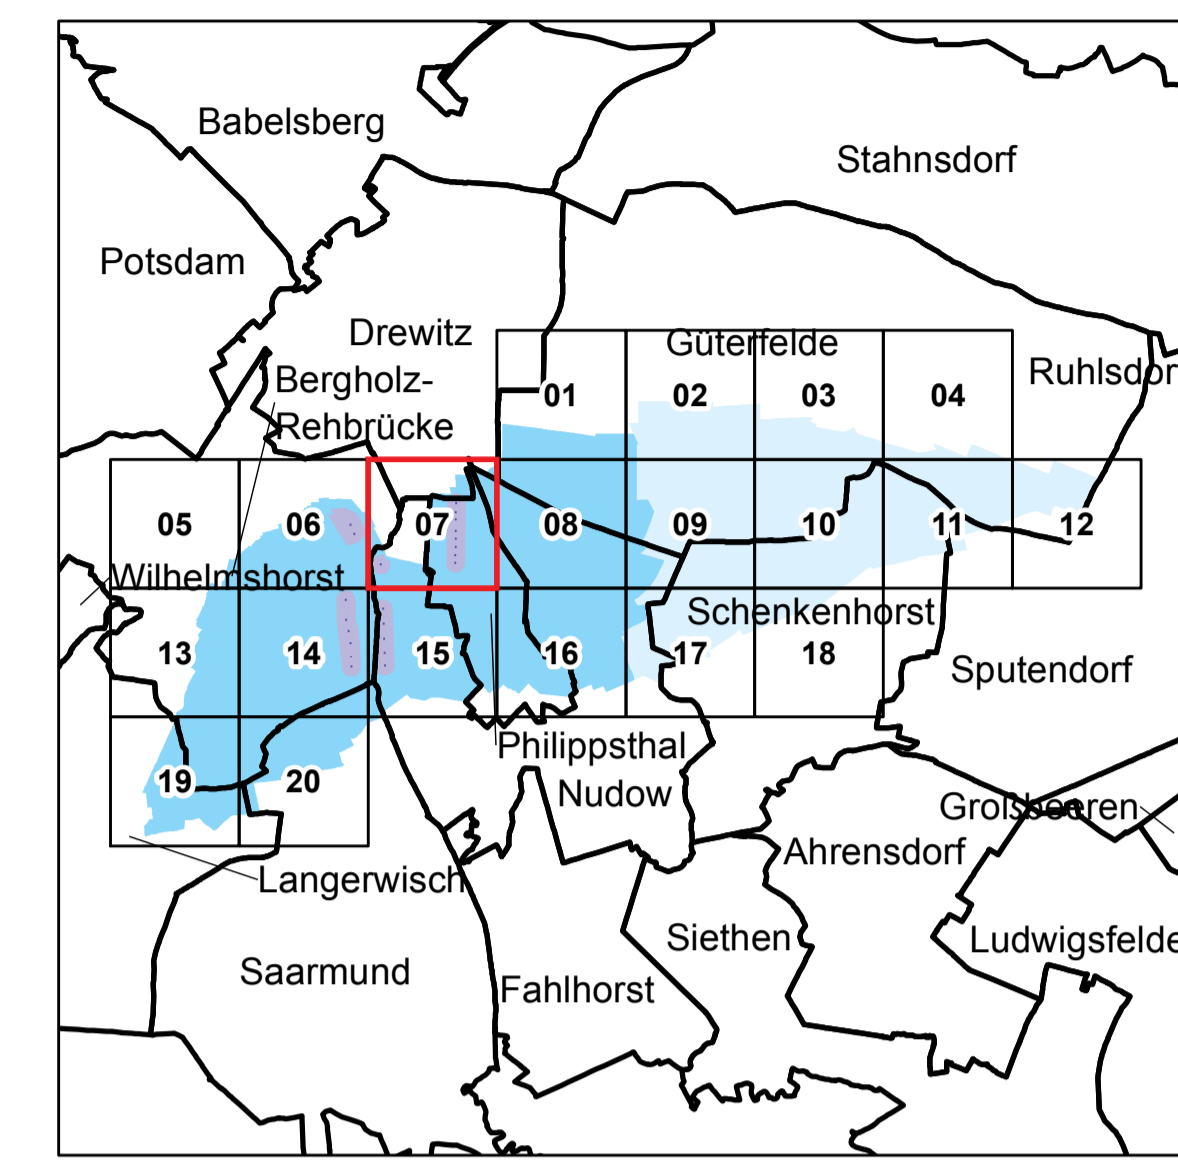 Babelsberg
Stahnsdorf
Potsdam
Drewitz
Güterfelde
Ruhlsdor
Bergholz-
Rehbrücke
01
02
03
04
05
06
07
08
09
10
11
12
Wilhelmshorst
Schenkenhorst
13
14
15
16
17
18
Sputendorf
Philippsthal
19
20
Nudow
Großbeeren
Ahrensdorf
Langerwisch
Siethen
Ludwigsfelde
Saarmund
Fahlhorst